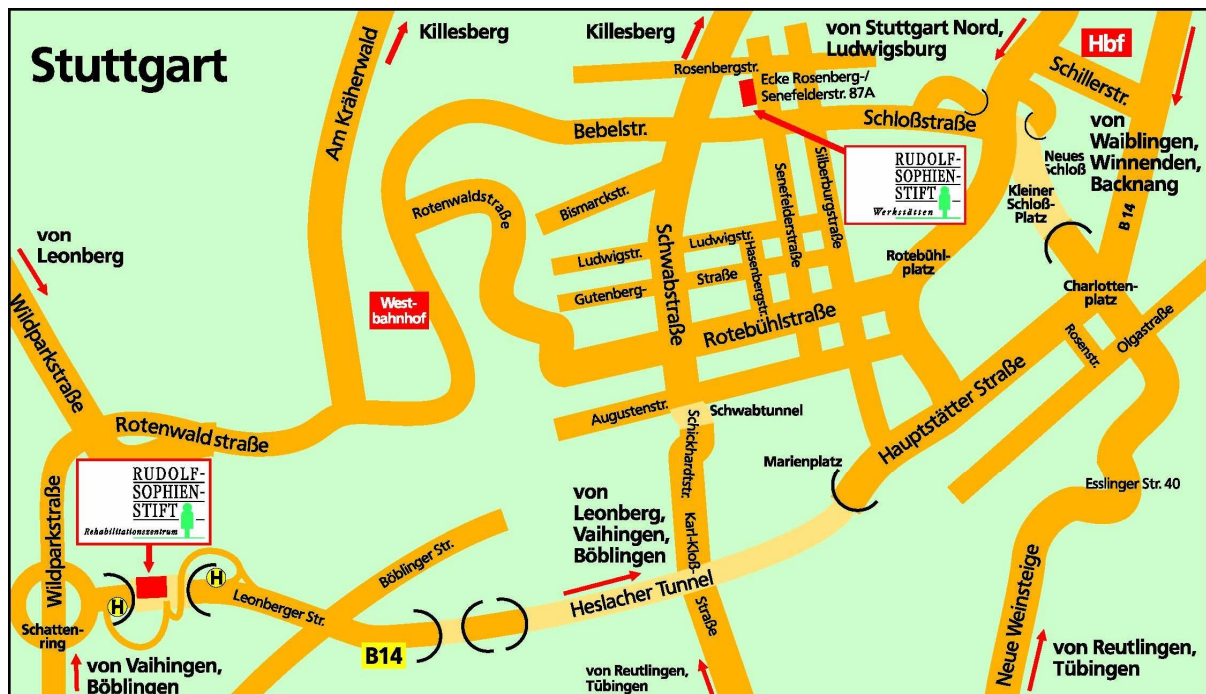 Stuttgart
Killesberg
Am Kräherwald
Killesberg
von Stuttgart Nord,
Ludwigsburg
Hbf
Schillerstr.
Rosenbergstr.
Ecke Rosenberg-/
Senefelderstr. 87A
Bebelstr.
Schloßstraße
von
Waiblingen,
Winnenden,
Backnang
B 14
RUDOLF-
SOPHIEN-
STIFT
Werkstätten
Neues
Schloß
Kleiner
Schloß-
Platz
Rotenwaldstraße
Bismarckstr.
Senefelderstraße
Silberburgstraße
von
Leonberg
Ludwigstr.
Ludwigstr.
Hasenbergstr.
Gutenberg-
Straße
Schwabstraße
Rotebühl-
platz
Charlotten-
platz
West-
bahnhof
Rotebühlstraße
Rosenstr.
Olgastraße
Wildparkstraße
Rotenwaldstraße
Augustenstr.
Schwabtunnel
Schickhardtstr.
Hauptstätter Straße
Marienplatz
Esslinger Str. 40
RUDOLF-
SOPHIEN-
STIFT
Rehabilitationszentrum
Wildparkstraße
von
Leonberg,
Vaihingen,
Böblingen
Karl-Kloß-
Straße
Böblinger Str.
H
H
Leonberger Str.
Heslacher Tunnel
Neue Weinsteige
Schatten-
ring
B14
von Vaihingen,
Böblingen
von Reutlingen,
Tübingen
von Reutlingen,
Tübingen